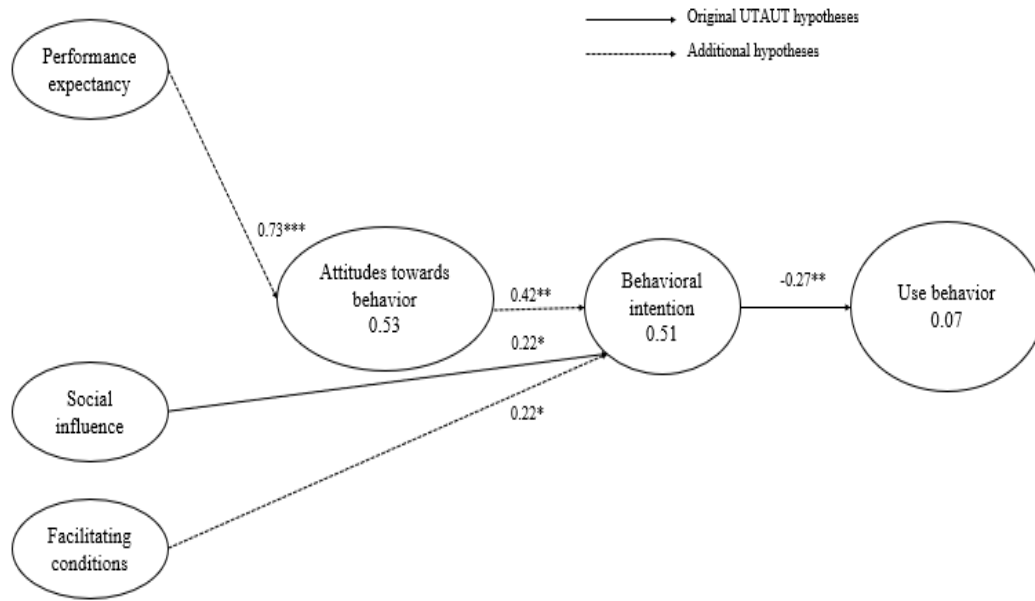 Original UTAUT hypotheses
Additional hypotheses
Performance
expectancy
0.73***
Attitudes towards
behavior
0.53
0.42**
Behavioral
intention
0.51
-0.27**
Use behavior
0.07
0.22*
Social
influence
0.22*
Facilitating
conditions